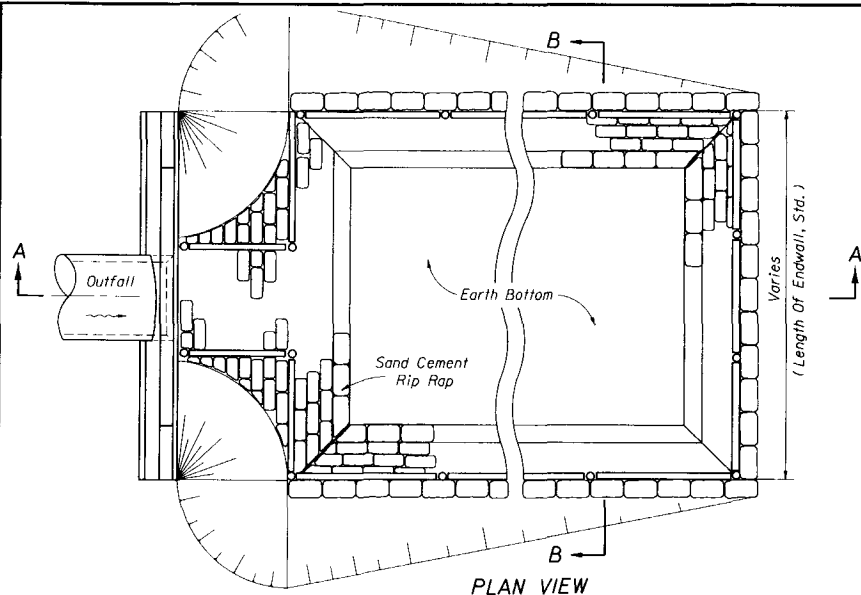 B
A
Outfall
A
Earth Bottom
Varies
( Length Of Endwall, Std. )
Sand Cement
Rip Rap
B
PLAN VIEW